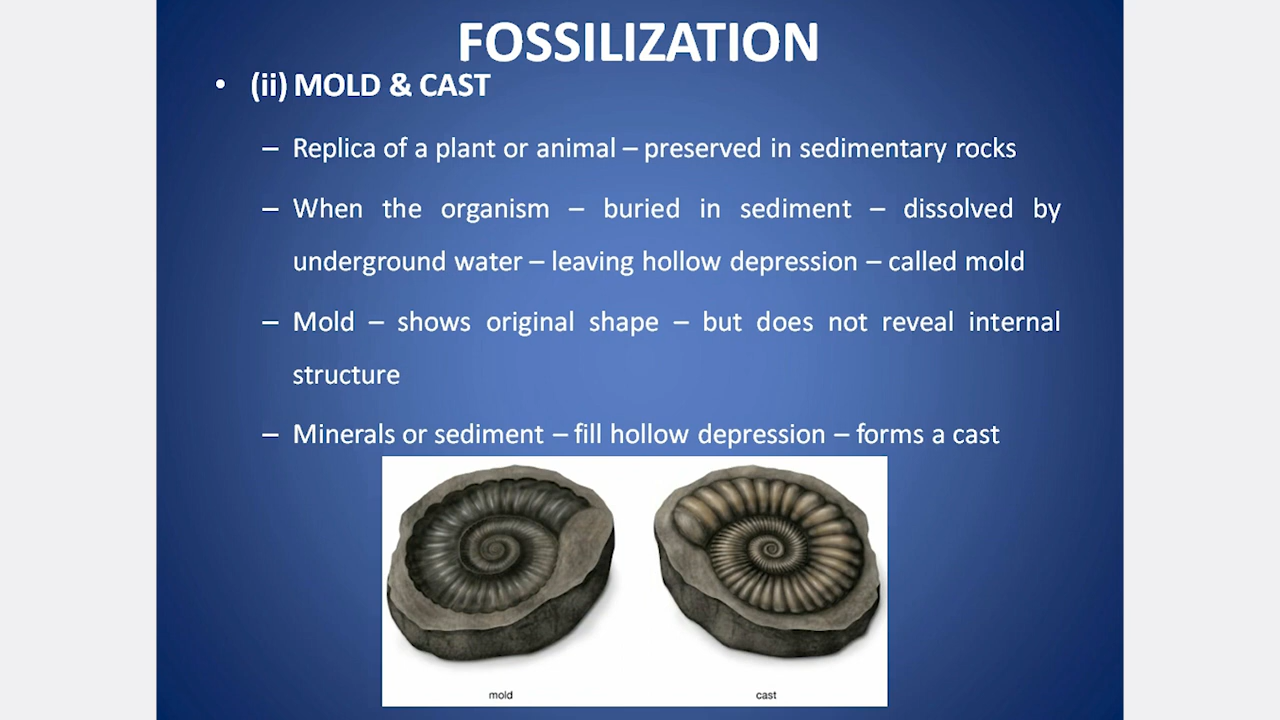 FOSSILIZATION
• (ii) MOLD & CAST
– Replica of a plant or animal – preserved in sedimentary rocks
– When the organism – buried in sediment – dissolved by
underground water – leaving hollow depression – called mold
– Mold – shows original shape – but does not reveal internal
structure
– Minerals or sediment – fill hollow depression – forms a cast
mold
cast